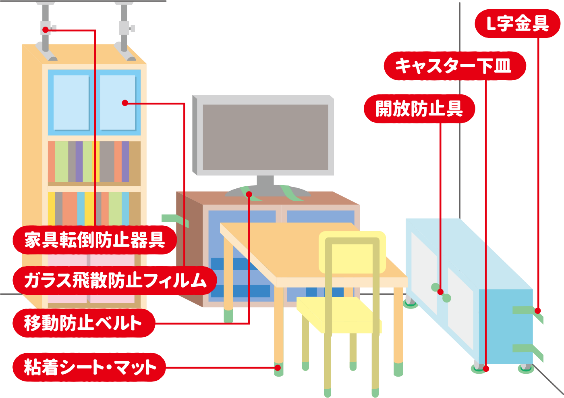 L字金具
キャスター下皿
開放防止具
家具転倒防止器具
ガラス飛散防止フィルム
移動防止ベルト
粘着シート・マット